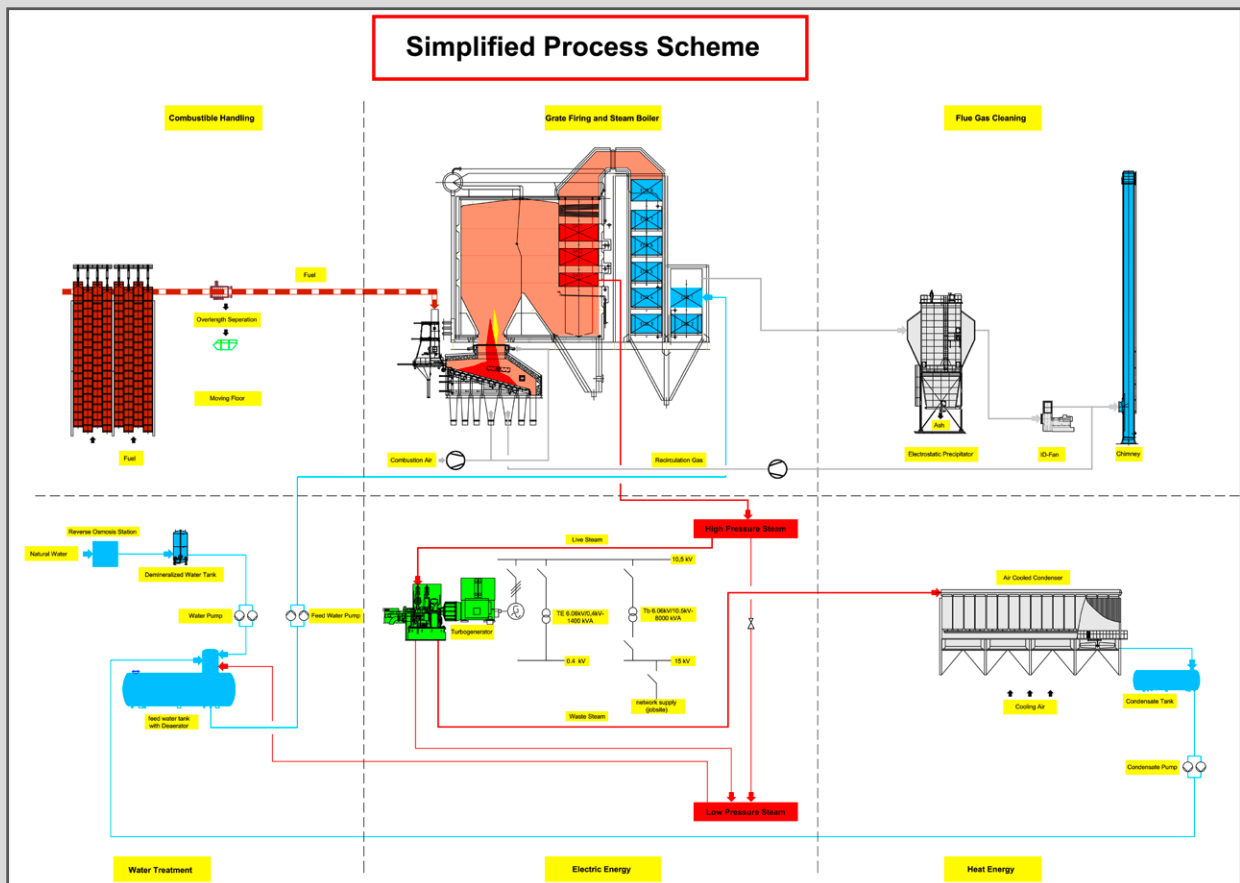 Simplified Process Scheme
Combustible Handling
Grate Firing and Steam Boiler
Flue Gas Cleaning
Fuel
Overlength Seperation
Moving Floor
Fuel
Combustion Air
Recirculation Gas
Ash
Electrostatic Precipitator
ID-Fan
Chimney
Reverse Osmosis Station
Natural Water
Demineralized Water Tank
Water Pump
Feed Water Pump
feed water tank
with Deaerator
High Pressure Steam
Live Steam
10,5 kV
Turbogenerator
TE 6.06kV/0,4kV-
1400 kVA
Tb 6.06kV/10.5kV-
8000 kVA
0.4 kV
15 kV
network supply
(jobsite)
Waste Steam
Low Pressure Steam
Air Cooled Condenser
Cooling Air
Condensate Tank
Condensate Pump
Water Treatment
Electric Energy
Heat Energy